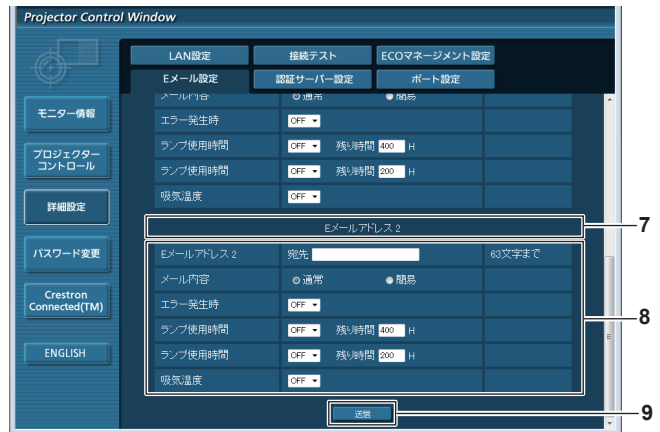 Projector Control Window
LAN設定 接続テスト ECOマネージメント設定
Eメール設定 認証サーバー設定 ポート設定
モニター情報
プロジェクター
コントロール
詳細設定
パスワード変更
Crestron
Connected(TM)
ENGLISH
メール内容 通常 簡易
エラー発生時 OFF
ランプ使用時間 OFF 残り時間 400 H
ランプ使用時間 OFF 残り時間 200 H
吸気温度 OFF
Eメールアドレス 2 7
Eメールアドレス 2 宛先 63文字まで
メール内容 通常 簡易
エラー発生時 OFF
8
ランプ使用時間 OFF 残り時間 400 H
ランプ使用時間 OFF 残り時間 200 H
吸気温度 OFF
送信 9